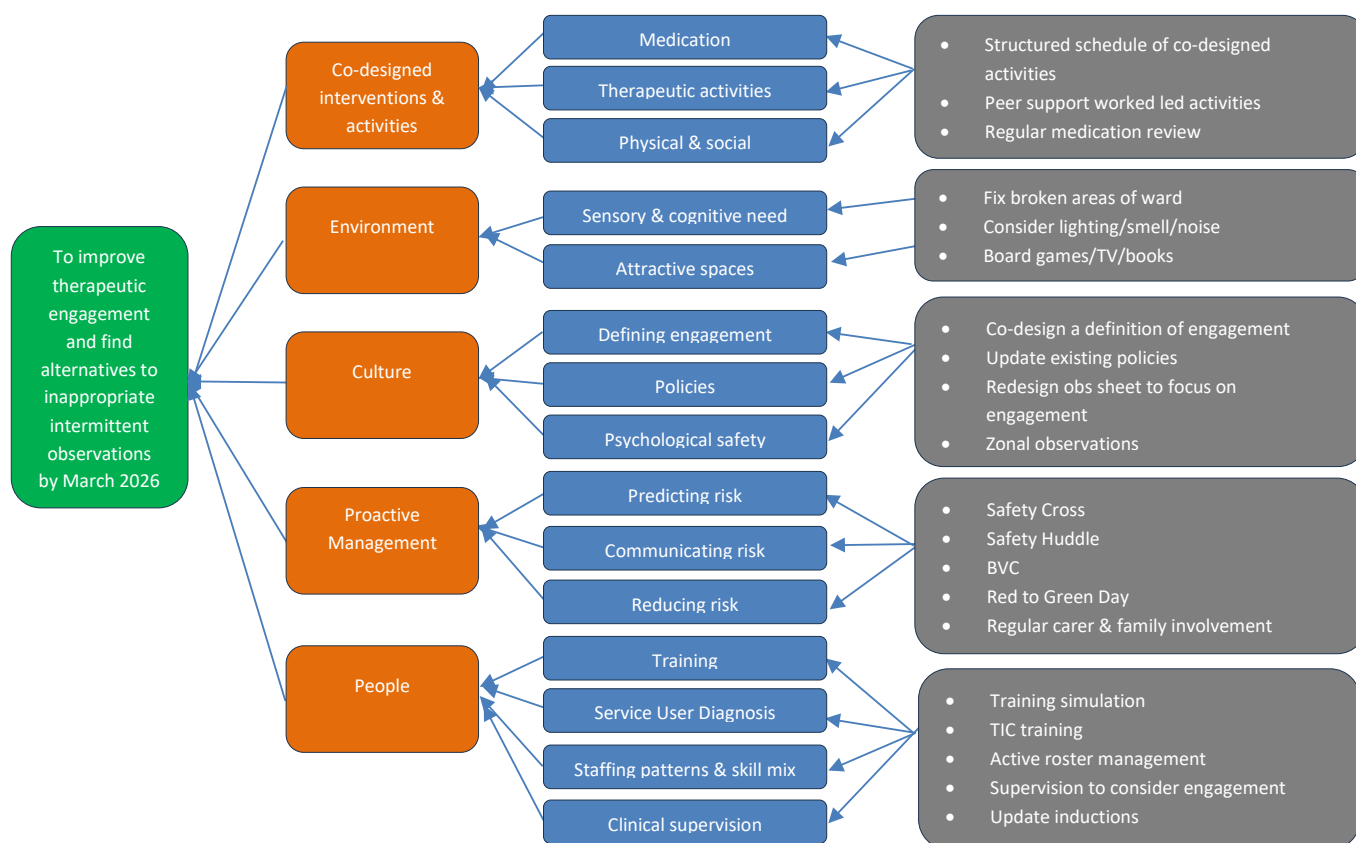 To improve
therapeutic
engagement
and find
alternatives to
inappropriate
intermittent
observations
by March 2026
Co-designed
interventions &
activities
Environment
Culture
Proactive
Management
People
Medication
Therapeutic activities
Physical & social
Sensory & cognitive need
Attractive spaces
Defining engagement
Policies
Psychological safety
Predicting risk
Communicating risk
Reducing risk
Training
Service User Diagnosis
Staffing patterns & skill mix
Clinical supervision
• Structured schedule of co-designed
activities
• Peer support worked led activities
• Regular medication review
• Fix broken areas of ward
• Consider lighting/smell/noise
• Board games/TV/books
• Co-design a definition of engagement
• Update existing policies
• Redesign obs sheet to focus on
engagement
• Zonal observations
• Safety Cross
• Safety Huddle
• BVC
• Red to Green Day
• Regular carer & family involvement
• Training simulation
• TIC training
• Active roster management
• Supervision to consider engagement
• Update inductions